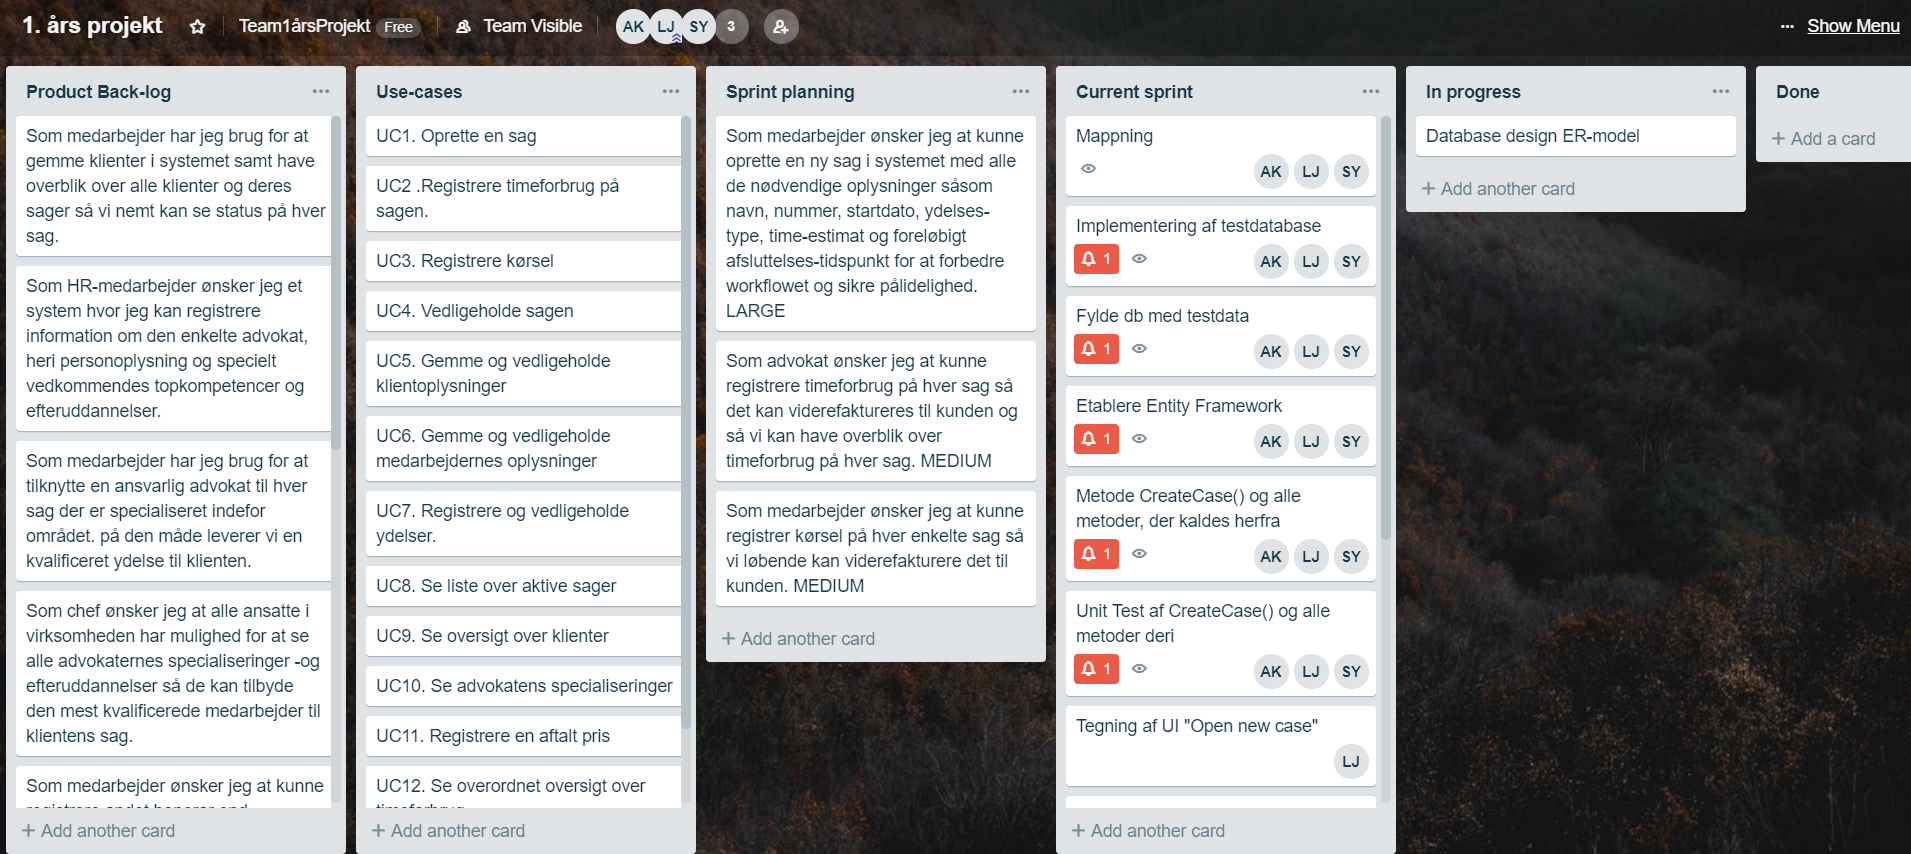 1. års projekt
Team1årsProjekt Free
Team Visible
AK LJ SY 3
Show Menu
Product Back-log
Som medarbejder har jeg brug for at
gemme klienter i systemet samt have
overblik over alle klienter og deres
sager så vi nemt kan se status på hver
sag.
Som HR-medarbejder ønsker jeg et
system hvor jeg kan registrere
information om den enkelte advokat,
heri personoplysning og specielt
vedkommendes topkompetencer og
efteruddannelser.
Som medarbejder har jeg brug for at
tilknytte en ansvarlig advokat til hver
sag der er specialiseret indefor
området. på den måde leverer vi en
kvalificeret ydelse til klienten.
Som chef ønsker jeg at alle ansatte i
virksomheden har mulighed for at se
alle advokaternes specialiseringer -og
efteruddannelser så de kan tilbyde
den mest kvalificerede medarbejder til
klientens sag.
Som medarbejder ønsker jeg at kunne
+ Add another card
Use-cases
UC1. Oprette en sag
UC2 .Registrere timeforbrug på
sagen.
UC3. Registrere kørsel
UC4. Vedligeholde sagen
UC5. Gemme og vedligeholde
klientoplysninger
UC6. Gemme og vedligeholde
medarbejdernes oplysninger
UC7. Registrere og vedligeholde
ydelser.
UC8. Se liste over aktive sager
UC9. Se oversigt over klienter
UC10. Se advokatens specialiseringer
UC11. Registrere en aftalt pris
UC12. Se overordnet oversigt over
+ Add another card
Sprint planning
Som medarbejder ønsker jeg at kunne
oprette en ny sag i systemet med alle
de nødvendige oplysninger såsom
navn, nummer, startdato, ydelses-
type, time-estimat og foreløbigt
afsluttelses-tidspunkt for at forbedre
workflowet og sikre pålidelighed.
LARGE
Som advokat ønsker jeg at kunne
registrere timeforbrug på hver sag så
det kan viderefaktureres til kunden og
så vi kan have overblik over
timeforbrug på hver sag. MEDIUM
Som medarbejder ønsker jeg at kunne
registrer kørsel på hver enkelte sag så
vi løbende kan viderefakturere det til
kunden. MEDIUM
+ Add another card
Current sprint
Mappning
AK LJ SY
Implementering af testdatabase
1 AK LJ SY
Fylde db med testdata
1 AK LJ SY
Etablere Entity Framework
1 AK LJ SY
Metode CreateCase() og alle
metoder, der kaldes herfra
1 AK LJ SY
Unit Test af CreateCase() og alle
metoder deri
1 AK LJ SY
Tegning af UI "Open new case"
LJ
+ Add another card
In progress
Database design ER-model
+ Add another card
Done
+ Add a card